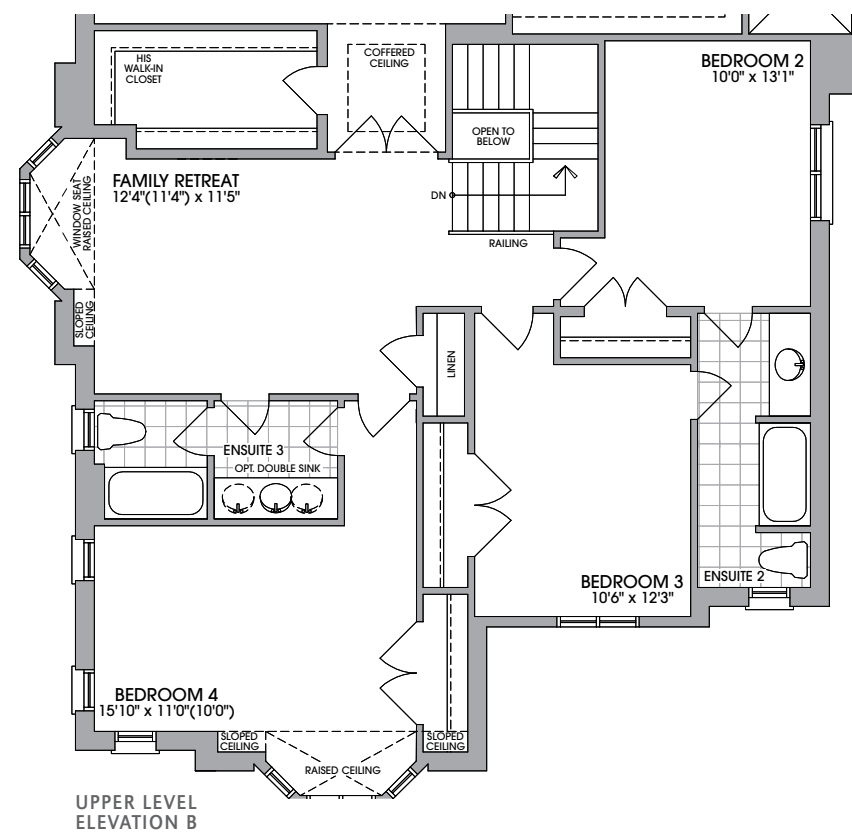 HIS
WALK-IN
CLOSET
COFFERED
CEILING
BEDROOM 2
10'0" x 13'1"
OPEN TO
BELOW
FAMILY RETREAT
12'4"(11'4") x 11'5"
WINDOW SEAT
RAISED CEILING
DN
RAILING
SLOPED
CEILING
LINEN
ENSUITE 3
OPT. DOUBLE SINK
BEDROOM 3
10'6" x 12'3"
ENSUITE 2
BEDROOM 4
15'10" x 11'0"(10'0")
SLOPED
CEILING
SLOPED
CEILING
RAISED CEILING
UPPER LEVEL
ELEVATION B